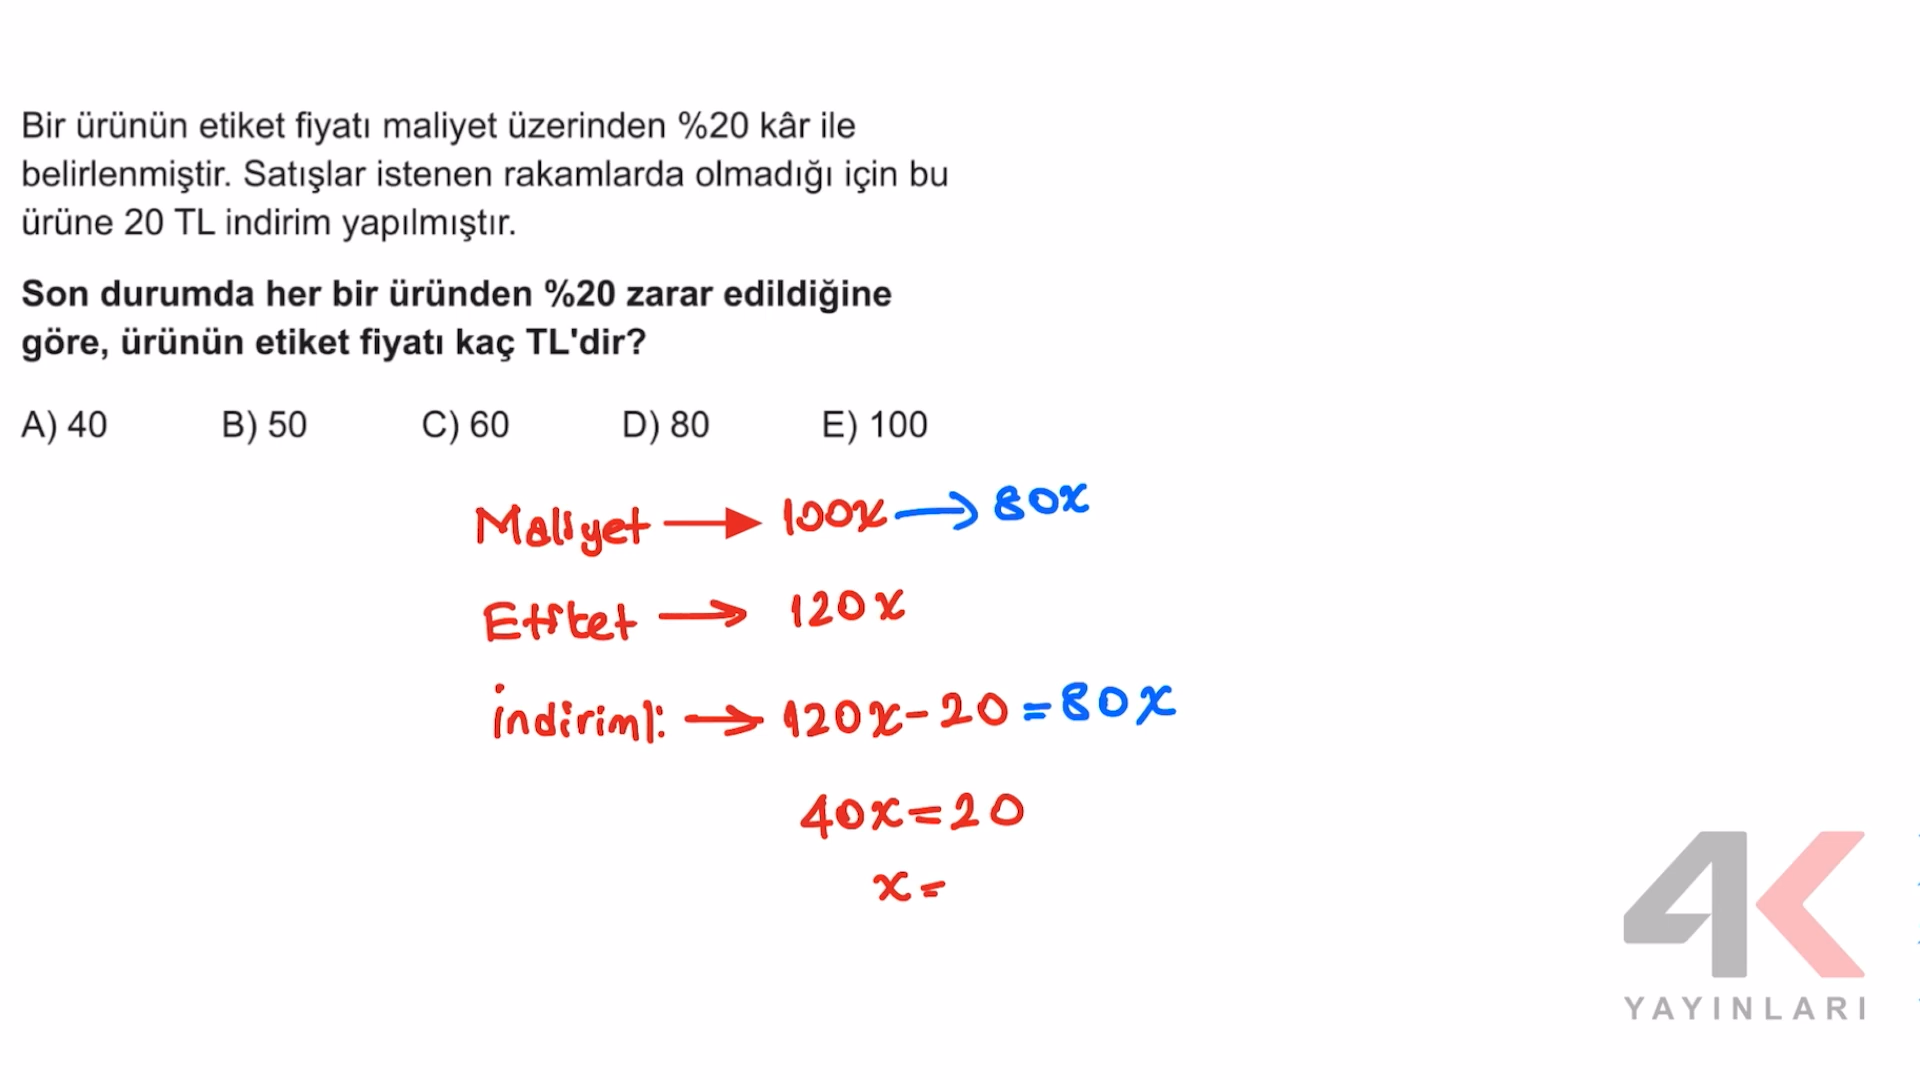 Bir ürünün etiket fiyatı maliyet üzerinden %20 kâr ile
belirlenmiştir. Satışlar istenen rakamlarda olmadığı için bu
ürüne 20 TL indirim yapılmıştır.
Son durumda her bir üründen %20 zarar edildiğine
göre, ürünün etiket fiyatı kaç TL'dir?
A) 40 B) 50 C) 60 D) 80 E) 100
Maliyet → 100x → 80x
Etiket → 120x
İndirimli: → 120x-20=80x
40x=20
x=
4K
YAYINLARI